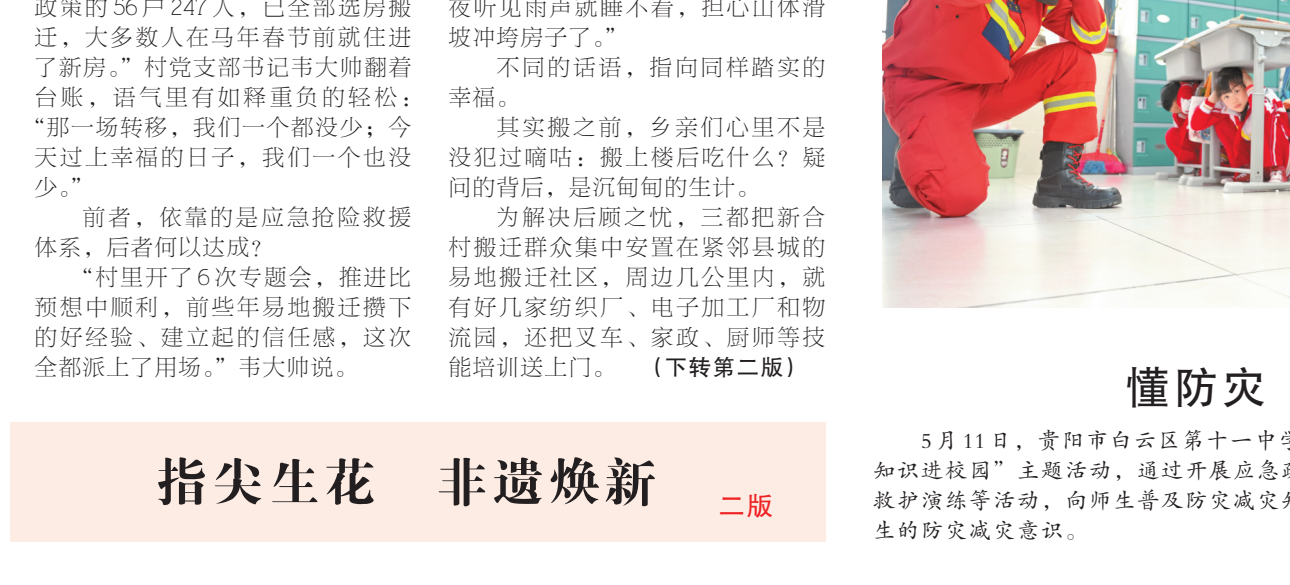 政策的56户247人，已全部选房搬
迁，大多数人在马年春节前就住进
了新房。”村党支部书记韦大帅翻着
台账，语气里有如释重负的轻松：
“那一场转移，我们一个都没少；今
天过上幸福的日子，我们一个也没
少。”
前者，依靠的是应急抢险救援
体系，后者何以达成？
“村里开了6次专题会，推进比
预想中顺利，前些年易地搬迁攒下
的好经验、建立起的信任感，这次
全都派上了用场。”韦大帅说。
夜听见雨声就睡不着，担心山体滑
坡冲垮房子了。”
不同的话语，指向同样踏实的
幸福。
其实搬之前，乡亲们心里不是
没犯过嘀咕：搬上楼后吃什么？疑
问的背后，是沉甸甸的生计。
为解决后顾之忧，三都把新合
村搬迁群众集中安置在紧邻县城的
易地搬迁社区，周边几公里内，就
有好几家纺织厂、电子加工厂和物
流园，还把叉车、家政、厨师等技
能培训送上门。 （下转第二版）
指尖生花 非遗焕新
二版
懂防灾
5月11日，贵阳市白云区第十一中学
知识进校园”主题活动，通过开展应急
救护演练等活动，向师生普及防灾减灾
生的防灾减灾意识。